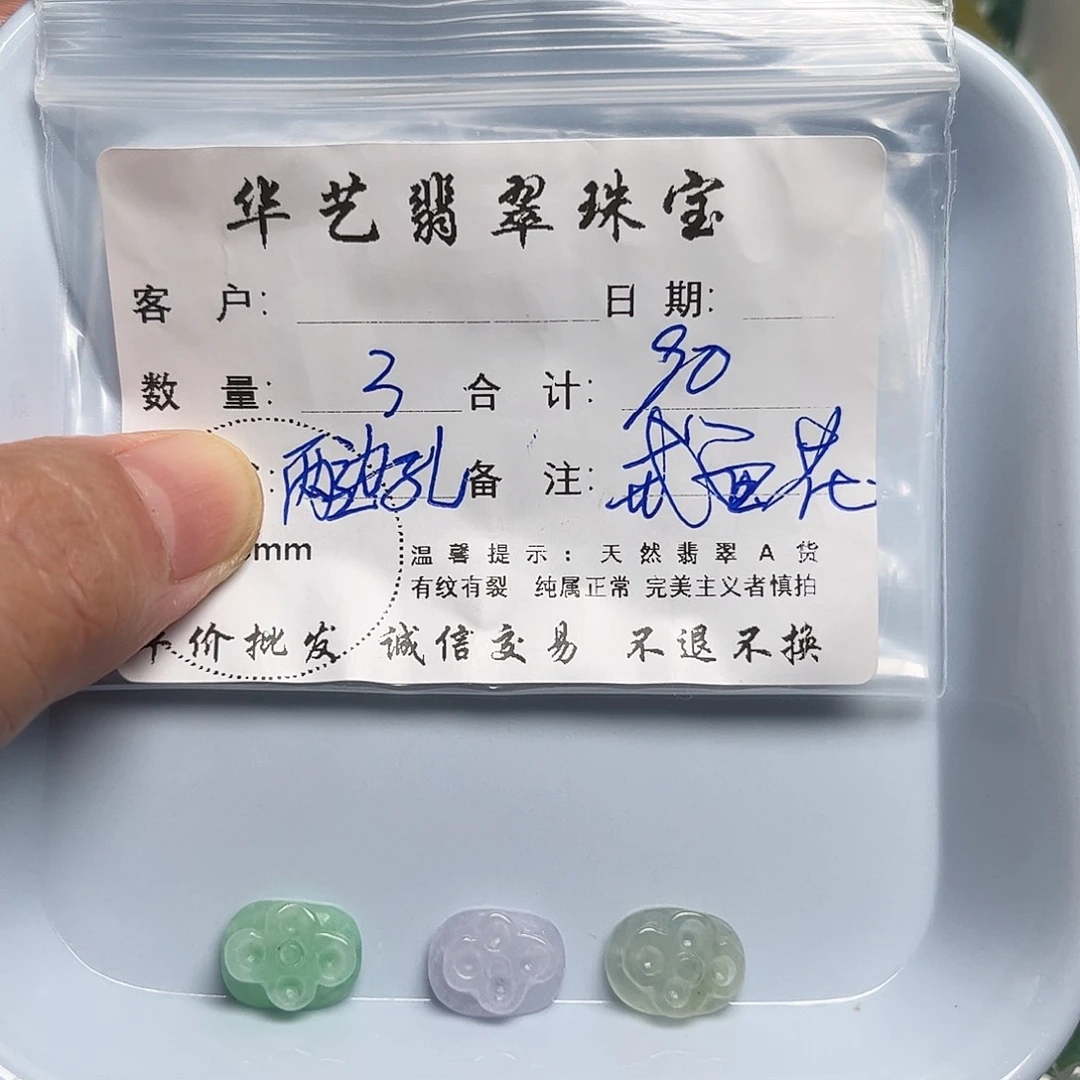 华艺翡翠珠宝
客 户: 日 期:
数 量: 3 合 计: 90
: 两边孔 备 注: 戒面花
mm 温馨提示: 天然翡翠A货
有纹有裂 纯属正常 完美主义者慎拍
价批发 诚信交易 不退不换